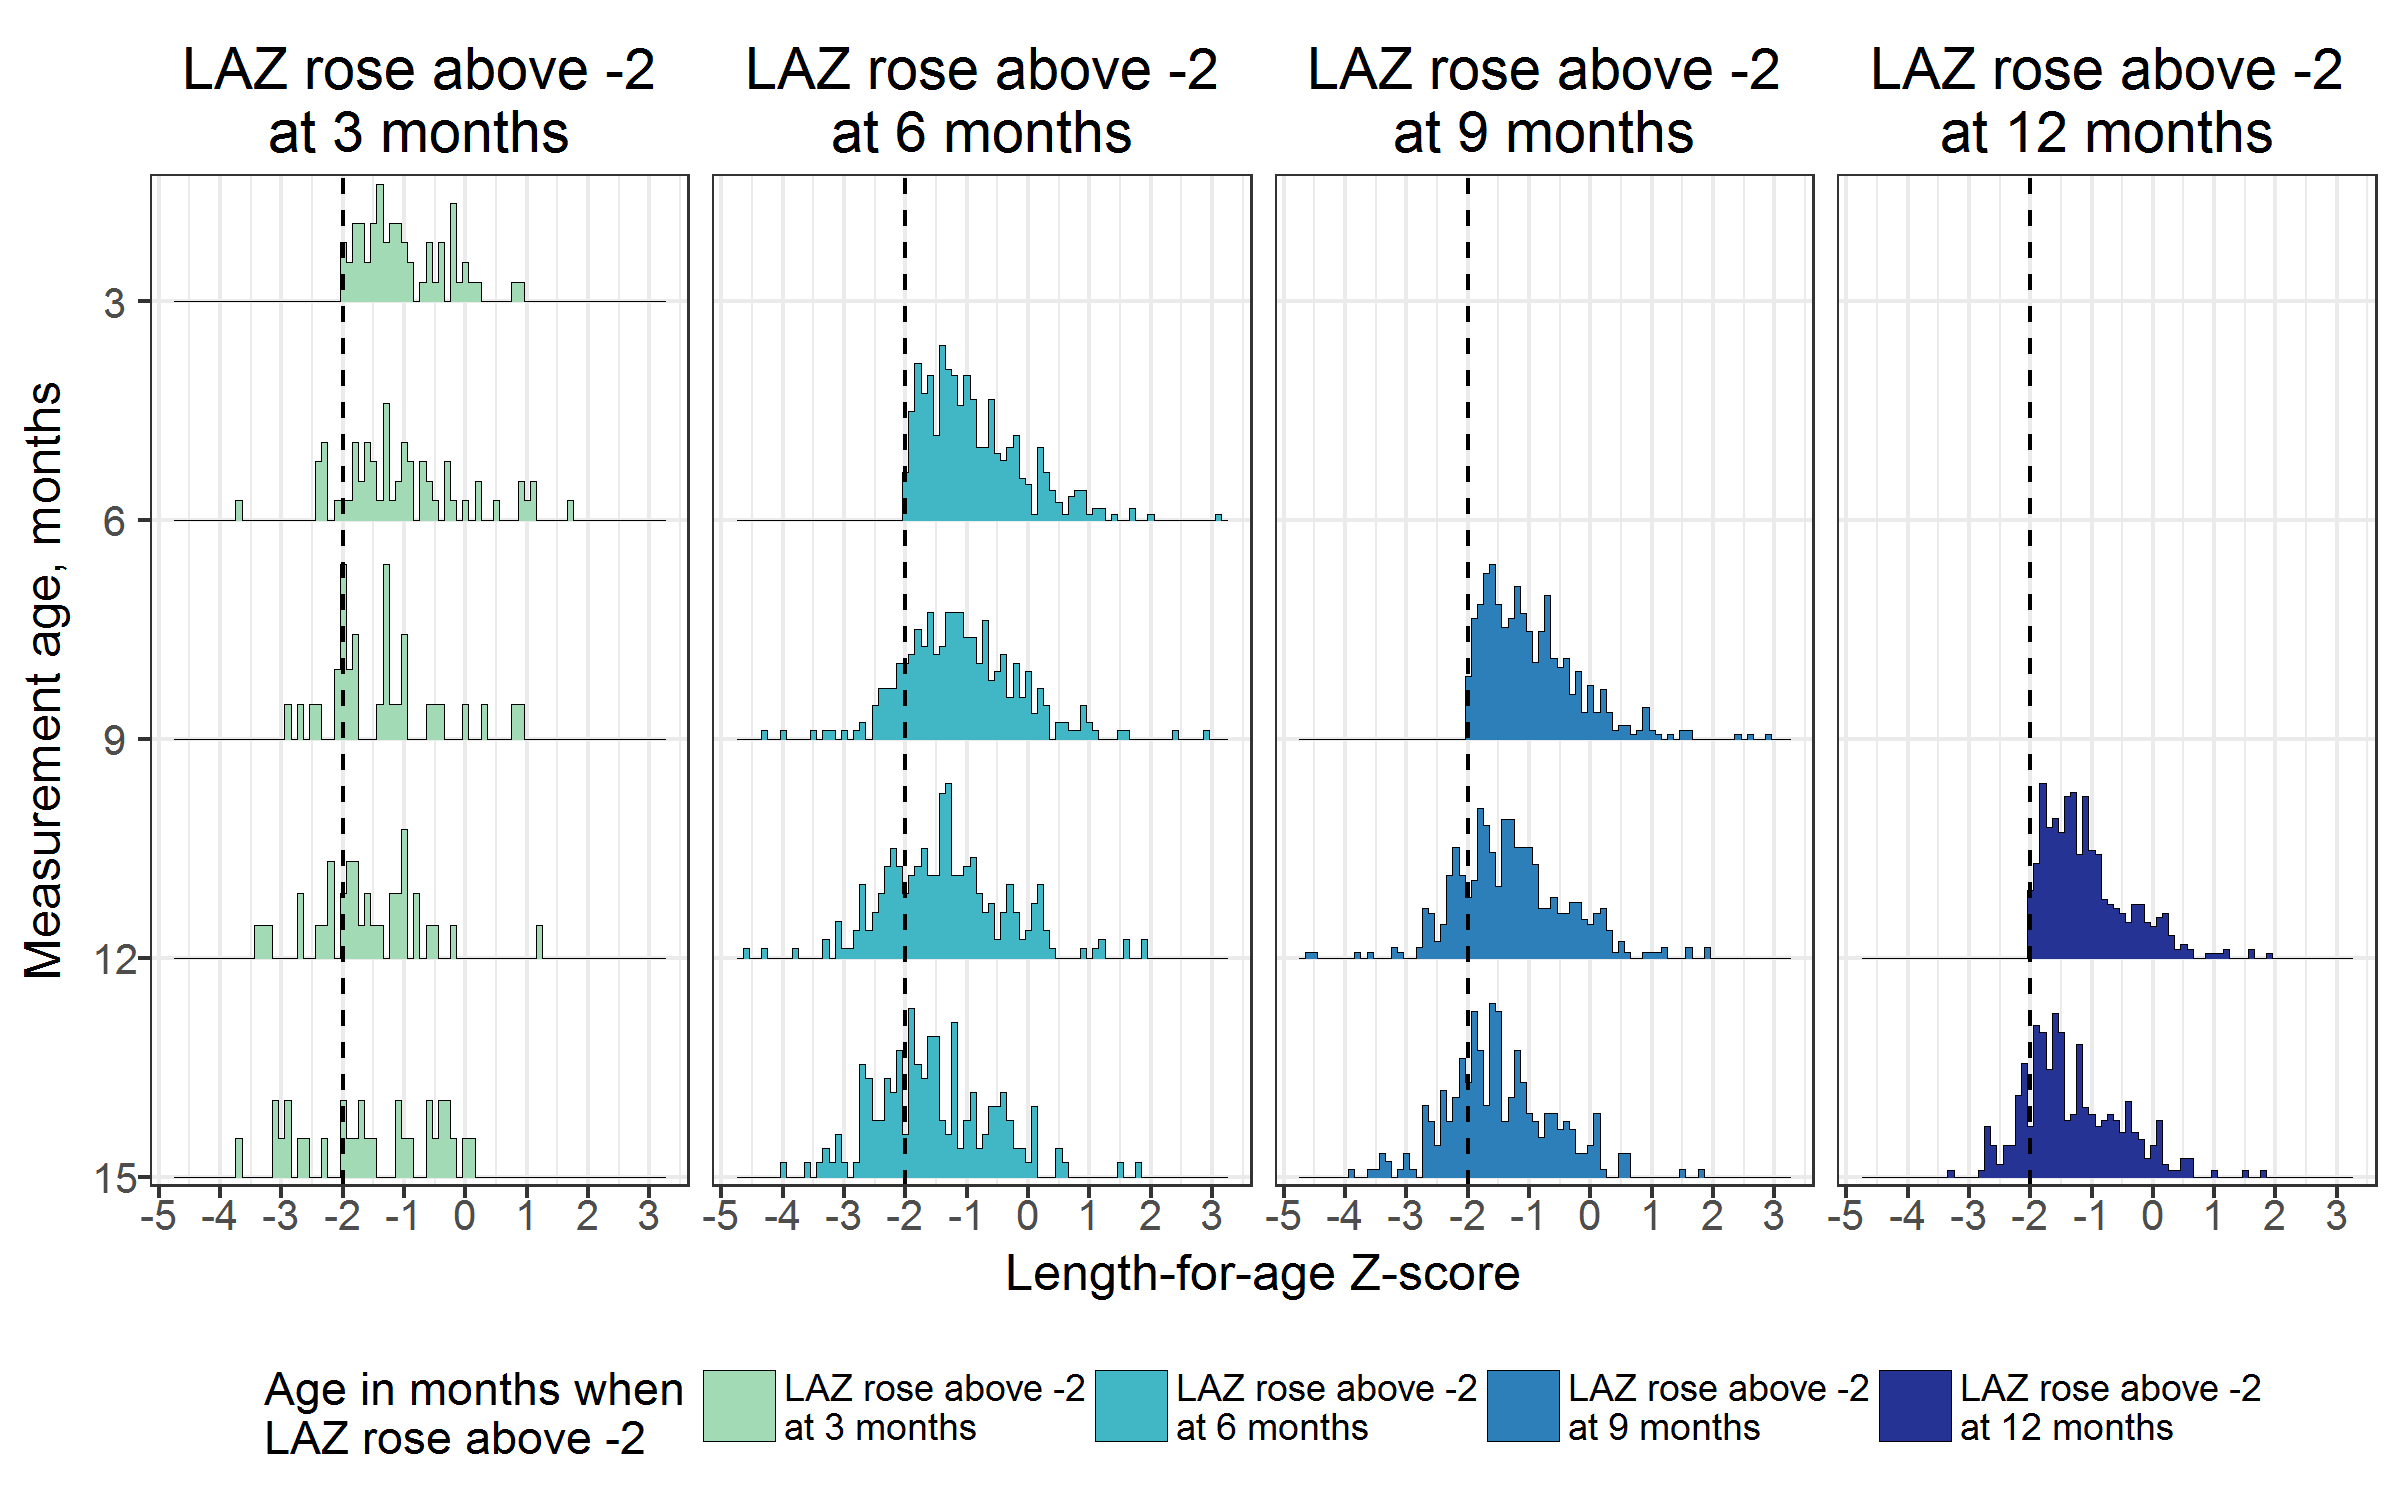 LAZ rose above -2
at 3 months
LAZ rose above -2
at 6 months
LAZ rose above -2
at 9 months
LAZ rose above -2
at 12 months
Measurement age, months
3
6
9
12
15
-5 -4 -3 -2 -1 0 1 2 3
-5 -4 -3 -2 -1 0 1 2 3
-5 -4 -3 -2 -1 0 1 2 3
-5 -4 -3 -2 -1 0 1 2 3
Length-for-age Z-score
Age in months when
LAZ rose above -2
LAZ rose above -2
at 3 months
LAZ rose above -2
at 6 months
LAZ rose above -2
at 9 months
LAZ rose above -2
at 12 months